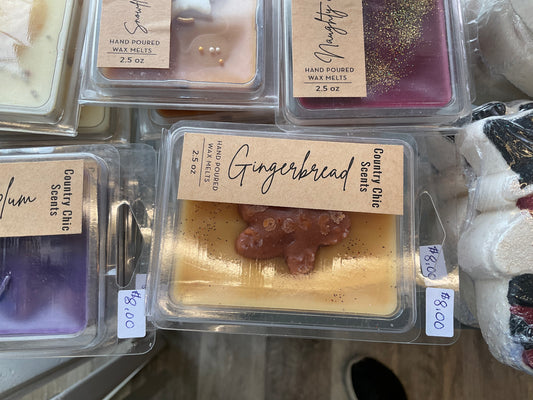 HAND POURED
WAX MELTS
2.5 oz
Naughty
HAND POURED
WAX MELTS
2.5 oz
Country Chic
Scents
$8.00
Gingerbread
HAND POURED
WAX MELTS
2.5 oz
Country Chic
Scents
$8.00
$8.00